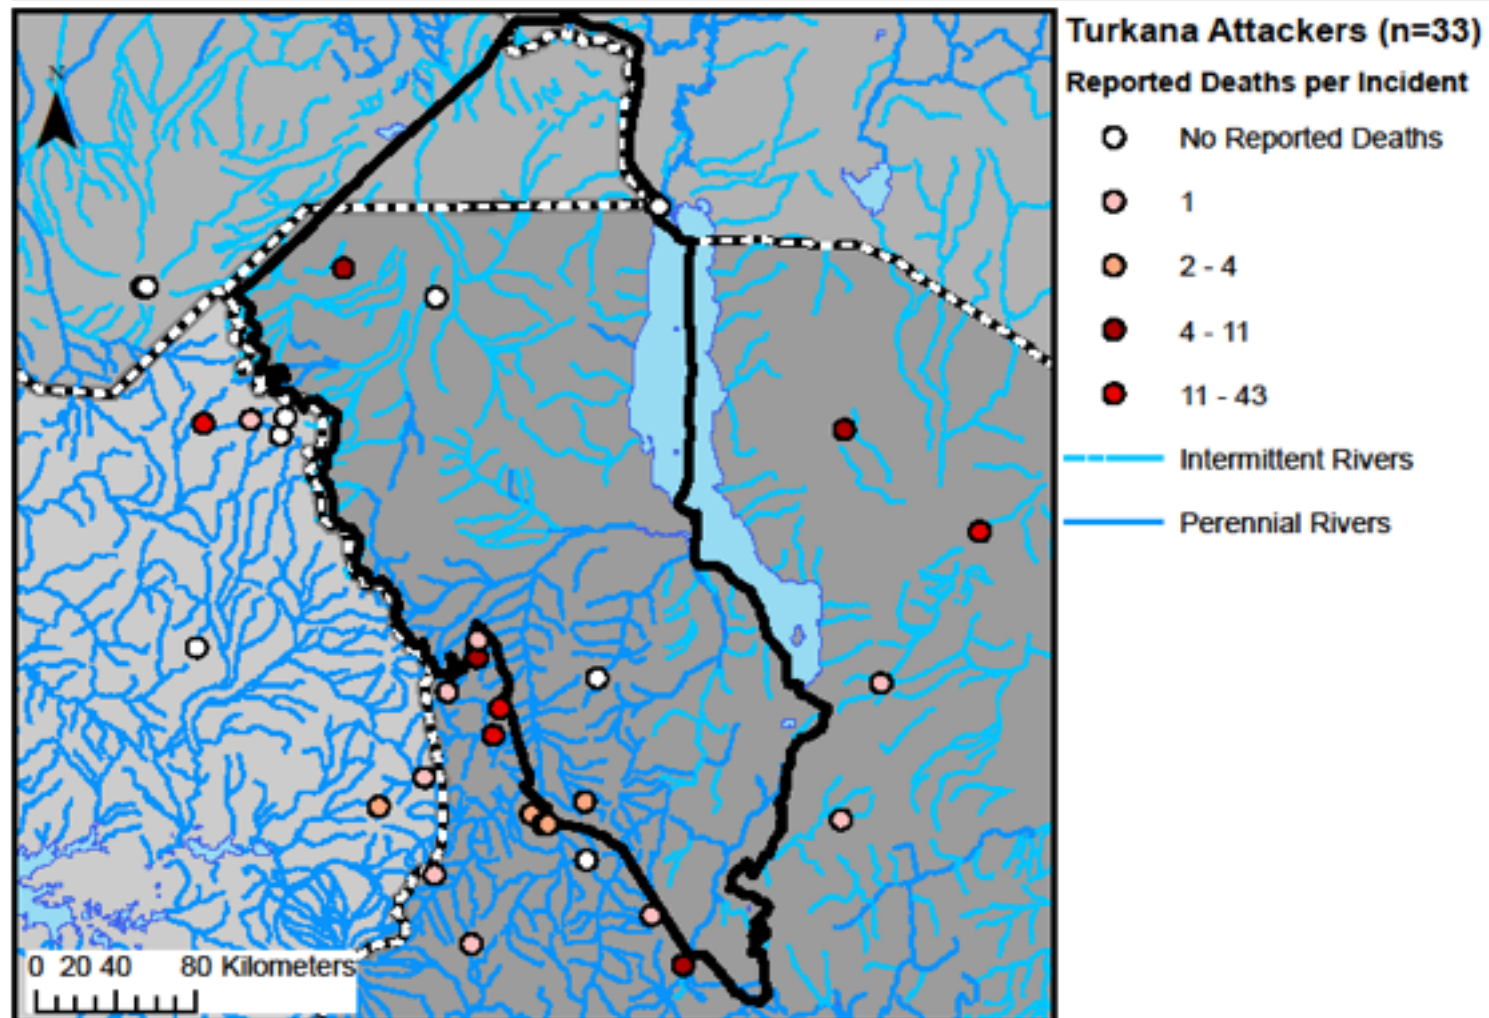 Turkana Attackers (n=33)
Reported Deaths per Incident
No Reported Deaths
1
2 - 4
4 - 11
11 - 43
Intermittent Rivers
Perennial Rivers
N
0 20 40 80 Kilometers